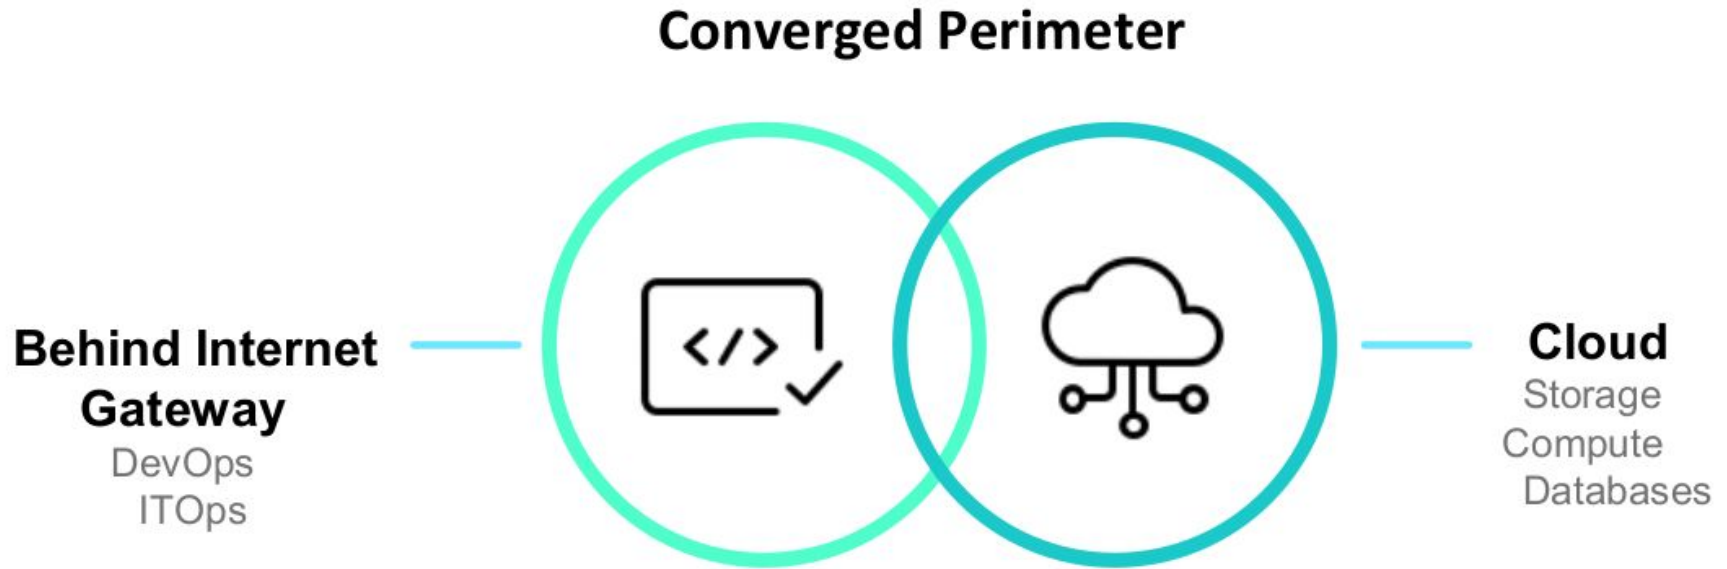 Converged Perimeter
Behind Internet
Gateway
DevOps
ITOps
</>
Cloud
Storage
Compute
Databases